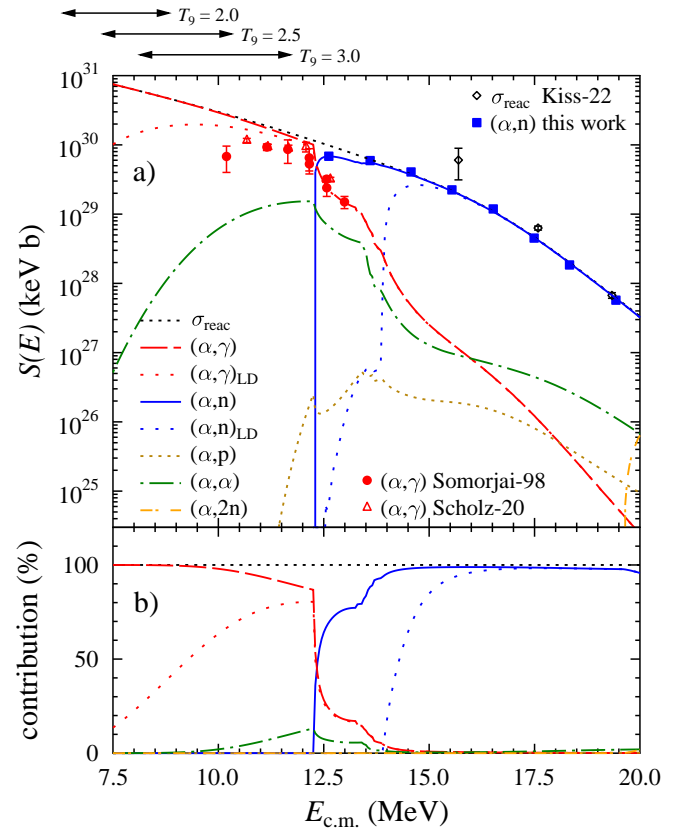 T9 = 2.0
T9 = 2.5
T9 = 3.0
10^31
10^30
10^29
10^28
10^27
10^26
10^25
S(E) (keV b)
a)
σreac Kiss-22
(α,n) this work
σreac
(α,γ)
(α,γ)LD
(α,n)
(α,n)LD
(α,p)
(α,α)
(α,2n)
(α,γ) Somorjai-98
(α,γ) Scholz-20
100
50
0
contribution (%)
b)
7.5 10.0 12.5 15.0 17.5 20.0
Ec.m. (MeV)